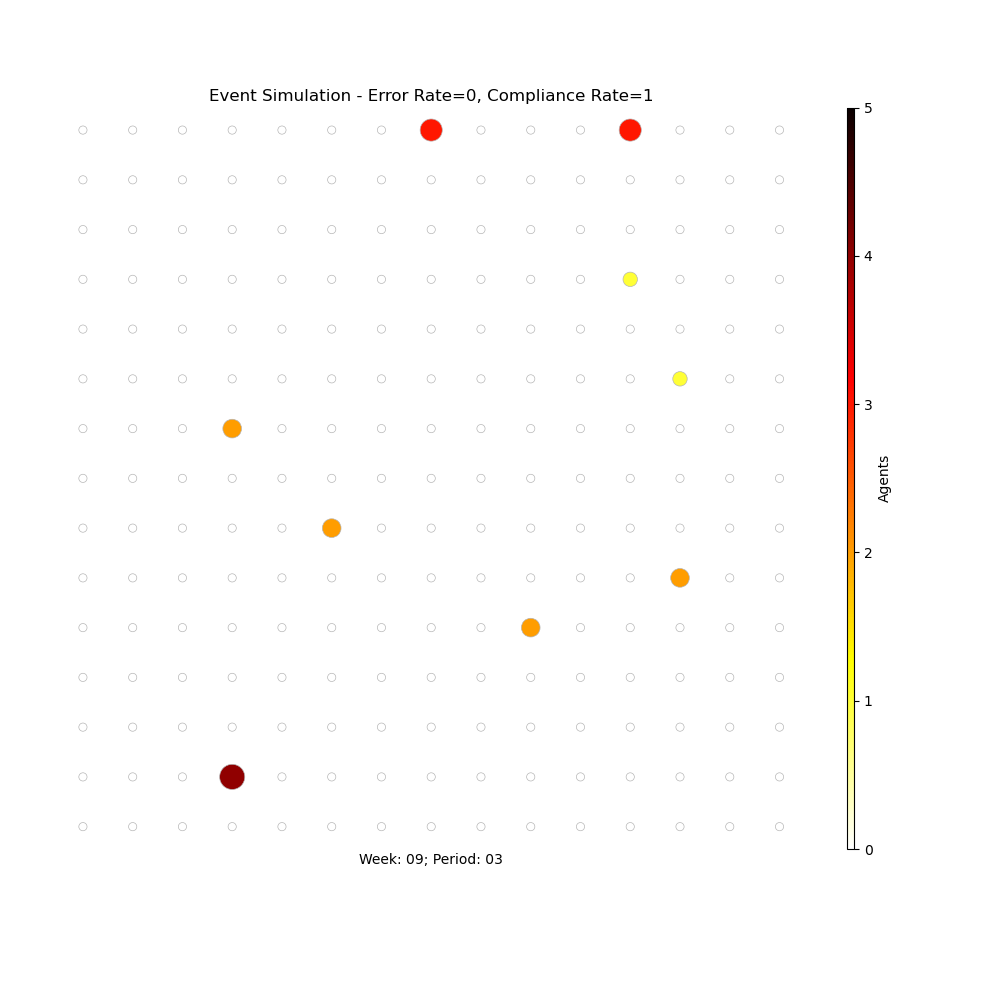 Event Simulation - Error Rate=0, Compliance Rate=1
5
4
3
2
1
0
Agents
Week: 09; Period: 03